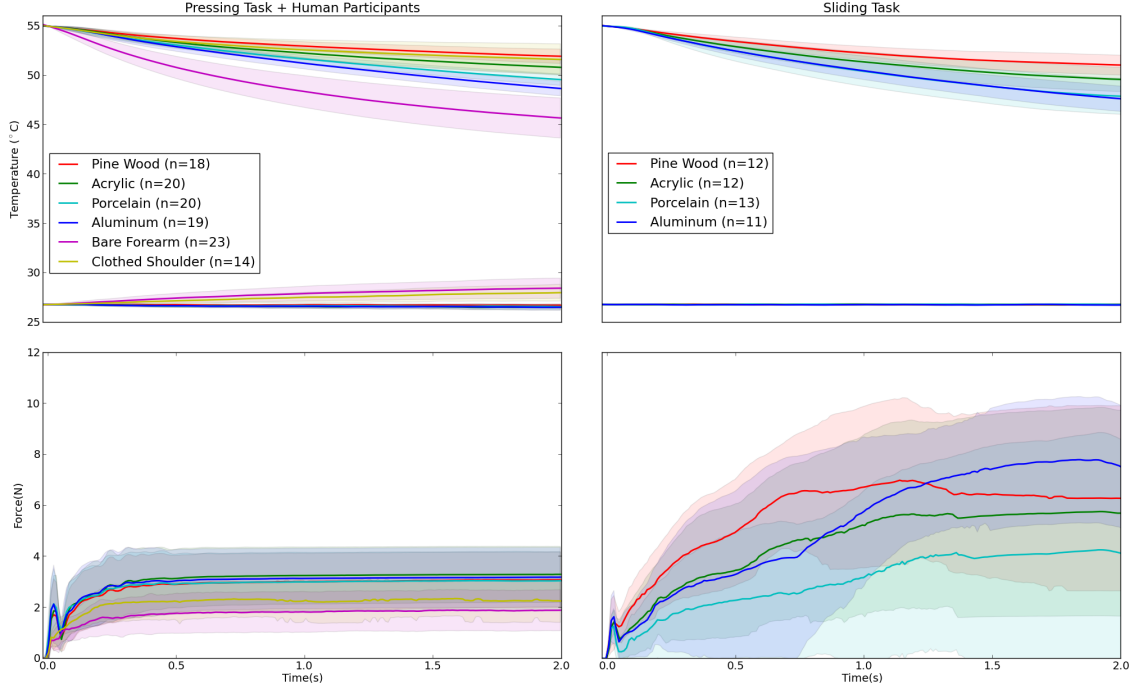 Pressing Task + Human Participants
Sliding Task
55
50
45
40
35
30
25
Temperature (°C)
Pine Wood (n=18)
Acrylic (n=20)
Porcelain (n=20)
Aluminum (n=19)
Bare Forearm (n=23)
Clothed Shoulder (n=14)
Pine Wood (n=12)
Acrylic (n=12)
Porcelain (n=13)
Aluminum (n=11)
12
10
8
6
4
2
0
Force(N)
0.0 0.5 1.0 1.5 2.0
Time(s)
0.0 0.5 1.0 1.5 2.0
Time(s)